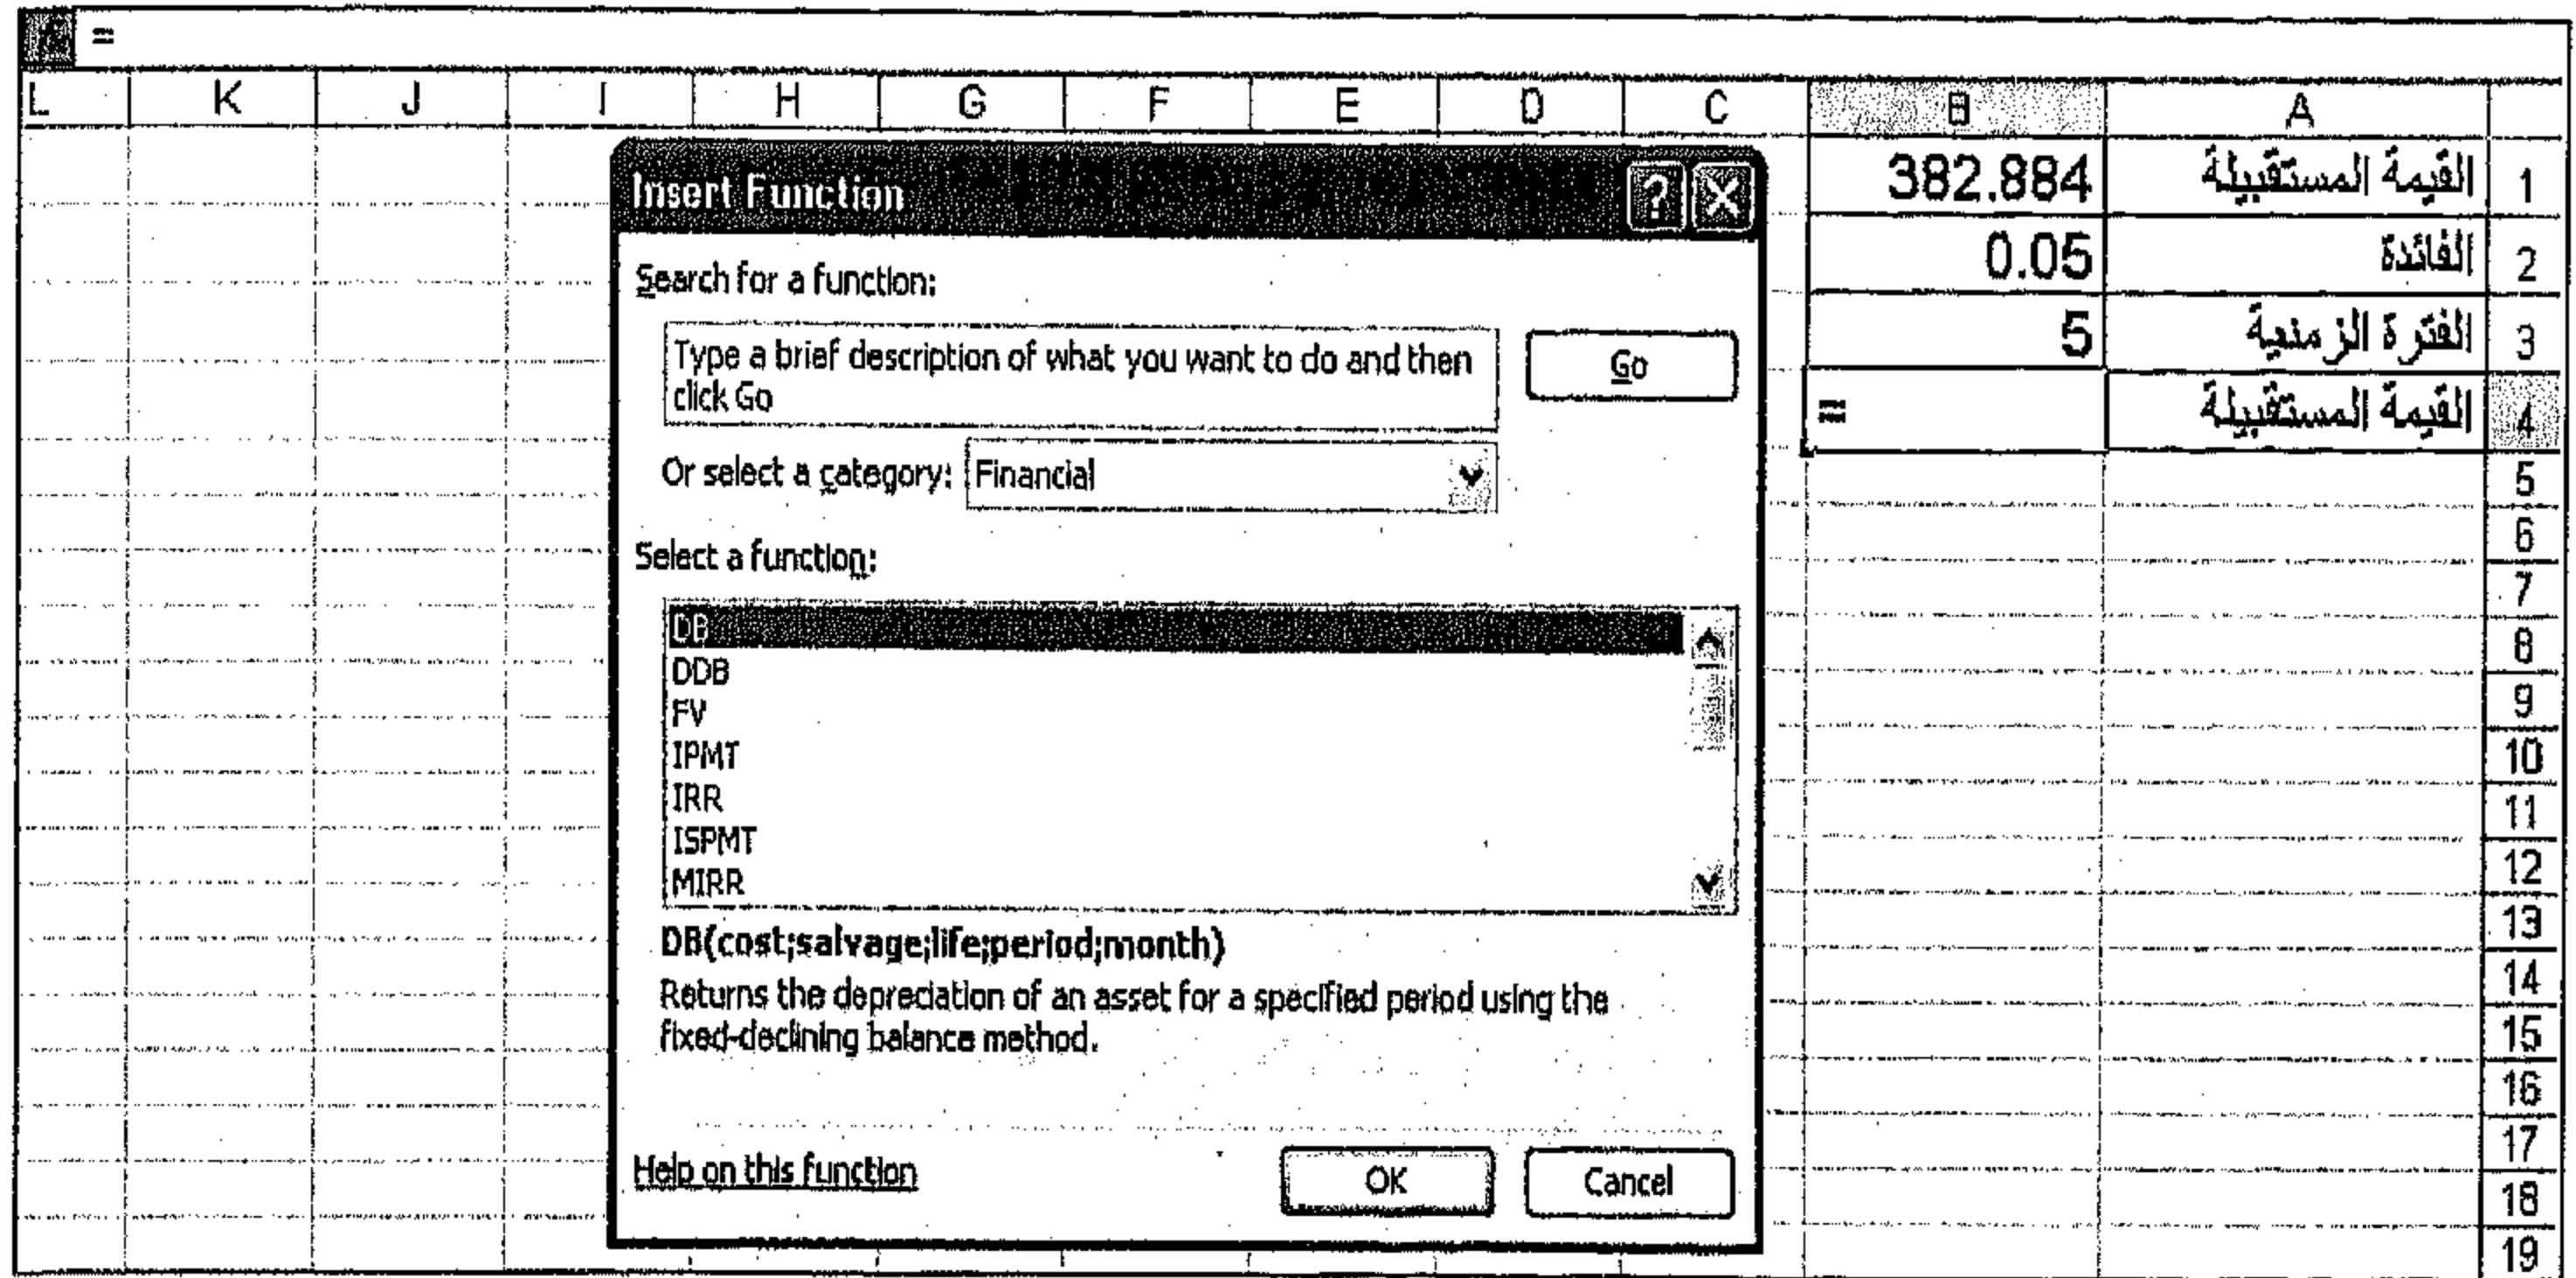 =
L K J I H G F E D C B A
القيمة المستقبيلة 382.884 1
الفائدة 0.05 2
الفترة الزمنية 5 3
القيمة المستقبيلة = 4
5
6
7
8
9
10
11
12
13
14
15
16
17
18
19
Insert Function ? X
Search for a function:
Type a brief description of what you want to do and then
click Go
Go
Or select a category: Financial
Select a function:
DB
DDB
FV
IPMT
IRR
ISPMT
MIRR
DB(cost;salvage;life;period;month)
Returns the depreciation of an asset for a specified period using the
fixed-declining balance method.
Help on this function
OK Cancel